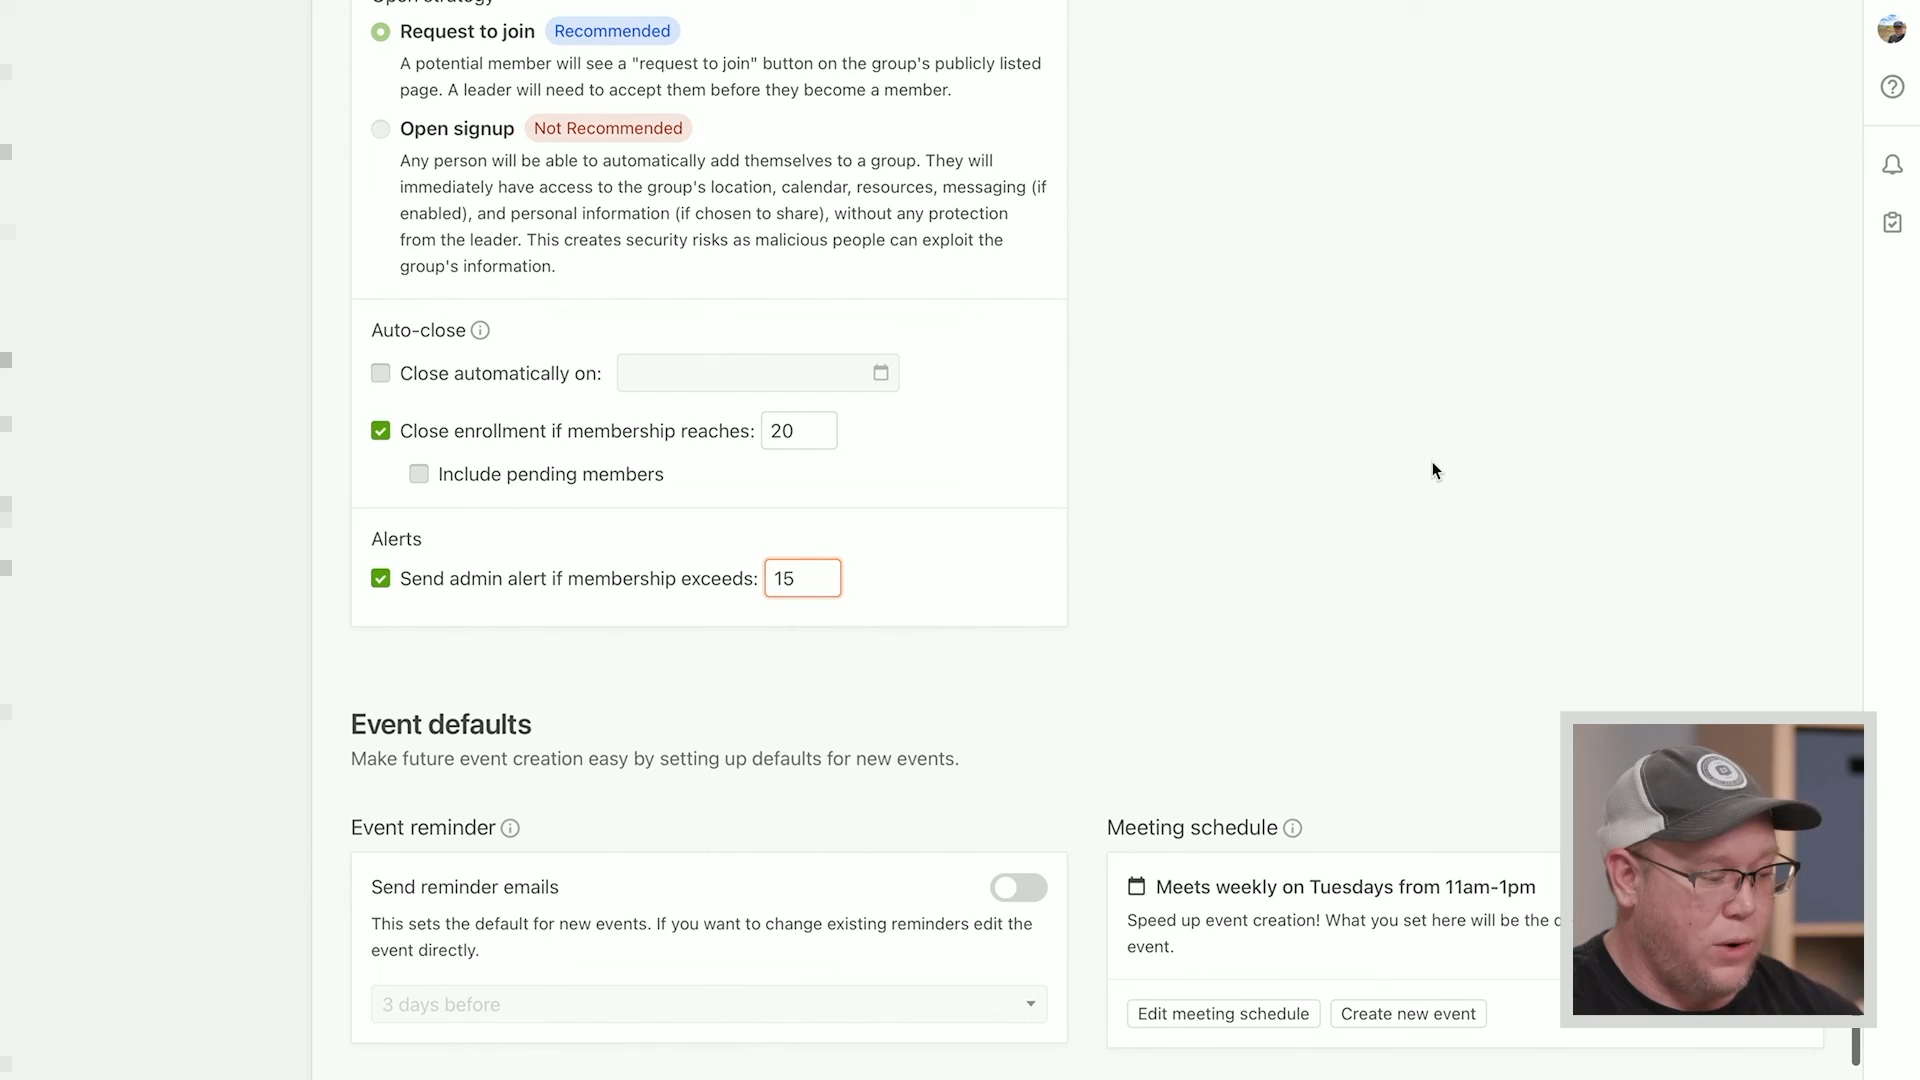 Open strategy
Request to join Recommended
A potential member will see a "request to join" button on the group's publicly listed
page. A leader will need to accept them before they become a member.
Open signup Not Recommended
Any person will be able to automatically add themselves to a group. They will
immediately have access to the group's location, calendar, resources, messaging (if
enabled), and personal information (if chosen to share), without any protection
from the leader. This creates security risks as malicious people can exploit the
group's information.
Auto-close
Close automatically on:
Close enrollment if membership reaches: 20
Include pending members
Alerts
Send admin alert if membership exceeds: 15
Event defaults
Make future event creation easy by setting up defaults for new events.
Event reminder
Send reminder emails
This sets the default for new events. If you want to change existing reminders edit the
event directly.
3 days before
Meeting schedule
Meets weekly on Tuesdays from 11am-1pm
Speed up event creation! What you set here will be the
event.
Edit meeting schedule Create new event